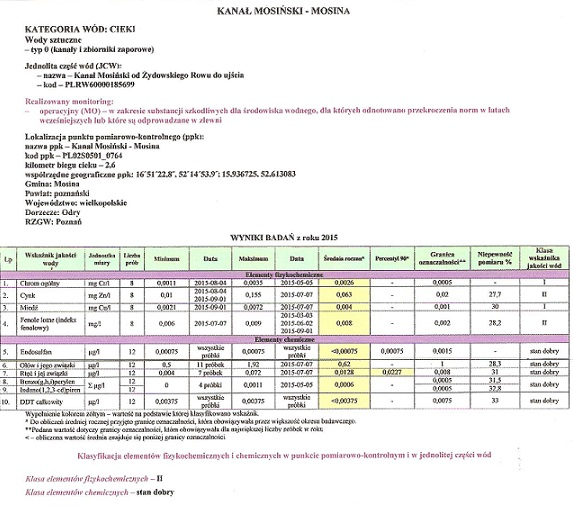 KANAŁ MOSIŃSKI - MOSINA
KATEGORIA WÓD: CIEKI
Wody sztuczne
– typ 0 (kanały i zbiorniki zaporowe)
Jednolita część wód (JCW):
– nazwa – Kanał Mosiński od Żydowskiego Rowu do ujścia
– kod – PLRW60000185699
Realizowany monitoring:
– operacyjny (MO) – w zakresie substancji szkodliwych dla środowiska wodnego, dla których odnotowano przekroczenia norm w latach
wcześniejszych lub które są odprowadzane w zlewni
Lokalizacja punktu pomiarowo-kontrolnego (ppk):
nazwa ppk – Kanał Mosiński - Mosina
kod ppk – PL02S0501_0764
kilometr biegu cieku – 2,6
współrzędne geograficzne ppk: 16°51'22,8", 52°14'53,9"; 15,936725, 52,613083
Gmina: Mosina
Powiat: poznański
Województwo: wielkopolskie
Dorzecze: Odry
RZGW: Poznań
WYNIKI BADAŃ z roku 2015
Lp Wskaźnik jakości wody Jednostka miary Liczba prób Minimum Data Maksimum Data Średnia roczna* Percentyl 90* Granica oznaczalności** Niepewność pomiaru % Klasa wskaźnika jakości wód
Elementy fizykochemiczne
1. Chrom ogólny mg Cr/l 8 0,0011 2015-08-04 0,0035 2015-05-05 0,0026 - 0,0005 - I
2. Cynk mg Zn/l 8 0,01 2015-08-04 2015-09-01 0,155 2015-07-07 0,063 - 0,02 27,7 II
3. Miedź mg Cu/l 8 0,0021 2015-09-01 0,0072 2015-07-07 0,004 - 0,001 30 I
4. Fenole lotne (indeks fenolowy) mg/l 8 0,006 2015-07-07 0,009 2015-03-03 2015-06-02 2015-09-01 0,008 - 0,002 28,2 II
Elementy chemiczne
5. Endosulfan µg/l 12 0,00075 wszystkie próbki 0,00075 wszystkie próbki <0,00075 0,00075 0,0015 - stan dobry
6. Ołów i jego związki µg/l 12 0,5 11 próbek 1,92 2015-07-07 0,62 1 28,3 stan dobry
7. Rtęć i jej związki µg/l 12 0,004 7 próbek 0,072 2015-07-07 0,0128 0,0227 0,008 31 stan dobry
8. Benzo(g,h,i)perylen Σ µg/l 12 0 4 próbki 0,0011 2015-05-05 0,0006 - 0,0005 31,5 stan dobry
9. Indeno(1,2,3-cd)piren 12 0,0005 32,8
10. DDT całkowity µg/l 12 0,00375 wszystkie próbki 0,00375 wszystkie próbki <0,00375 - 0,0075 33 stan dobry
Wypełnienie kolorem żółtym – wartość na podstawie której klasyfikowano wskaźnik.
* Do obliczeń średniej rocznej przyjęto granicę oznaczalności, która obowiązywała przez większość okresu badawczego.
**Podana wartość dotyczy granicy oznaczalności, która obowiązywała dla największej liczby próbek w roku
< – obliczona wartość średnia znajduje się poniżej granicy oznaczalności
Klasyfikacja elementów fizykochemicznych i chemicznych w punkcie pomiarowo-kontrolnym i w jednolitej części wód
Klasa elementów fizykochemicznych – II
Klasa elementów chemicznych – stan dobry